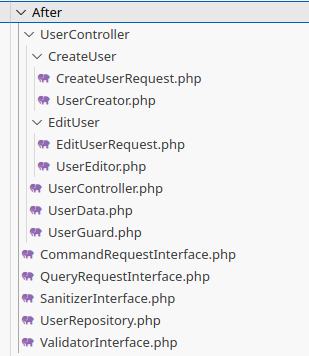 After
UserController
CreateUser
CreateUserRequest.php
UserCreator.php
EditUser
EditUserRequest.php
UserEditor.php
UserController.php
UserData.php
UserGuard.php
CommandRequestInterface.php
QueryRequestInterface.php
SanitizerInterface.php
UserRepository.php
ValidatorInterface.php